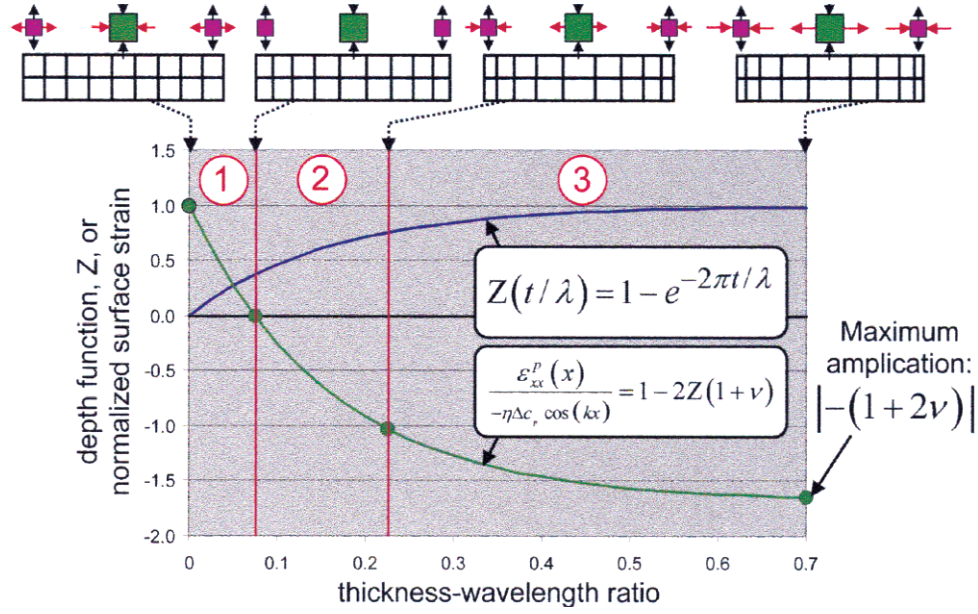 1.5
1.0
0.5
0.0
-0.5
-1.0
-1.5
-2.0
depth function, Z, or
normalized surface strain
1
2
3
Z(t/λ) = 1 − e^{−2πt/λ}
ε^{p}_{xx}(x) / −ηΔc_{r} cos(kx) = 1 − 2Z(1 + ν)
Maximum
amplication:
|−(1+2ν)|
0 0.1 0.2 0.3 0.4 0.5 0.6 0.7
thickness-wavelength ratio